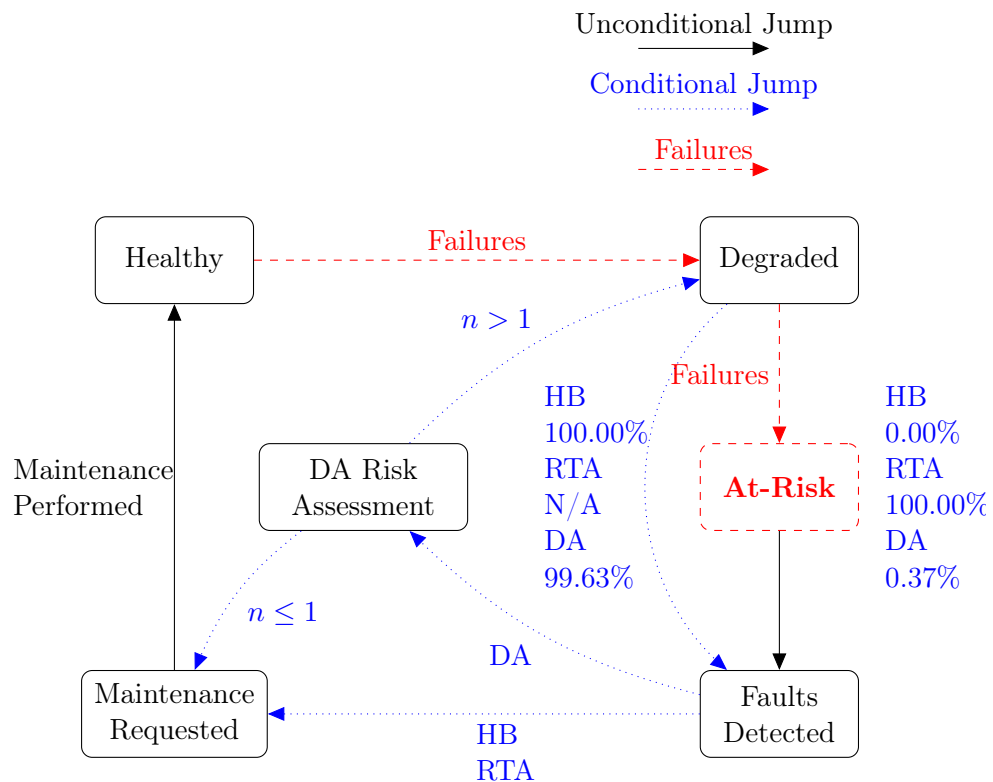 Unconditional Jump
Conditional Jump
Failures
Healthy
Failures
Degraded
n > 1
Failures
HB
100.00%
RTA
N/A
DA
99.63%
HB
0.00%
RTA
100.00%
DA
0.37%
Maintenance
Performed
DA Risk
Assessment
At-Risk
n ≤ 1
DA
Maintenance
Requested
HB
RTA
Faults
Detected